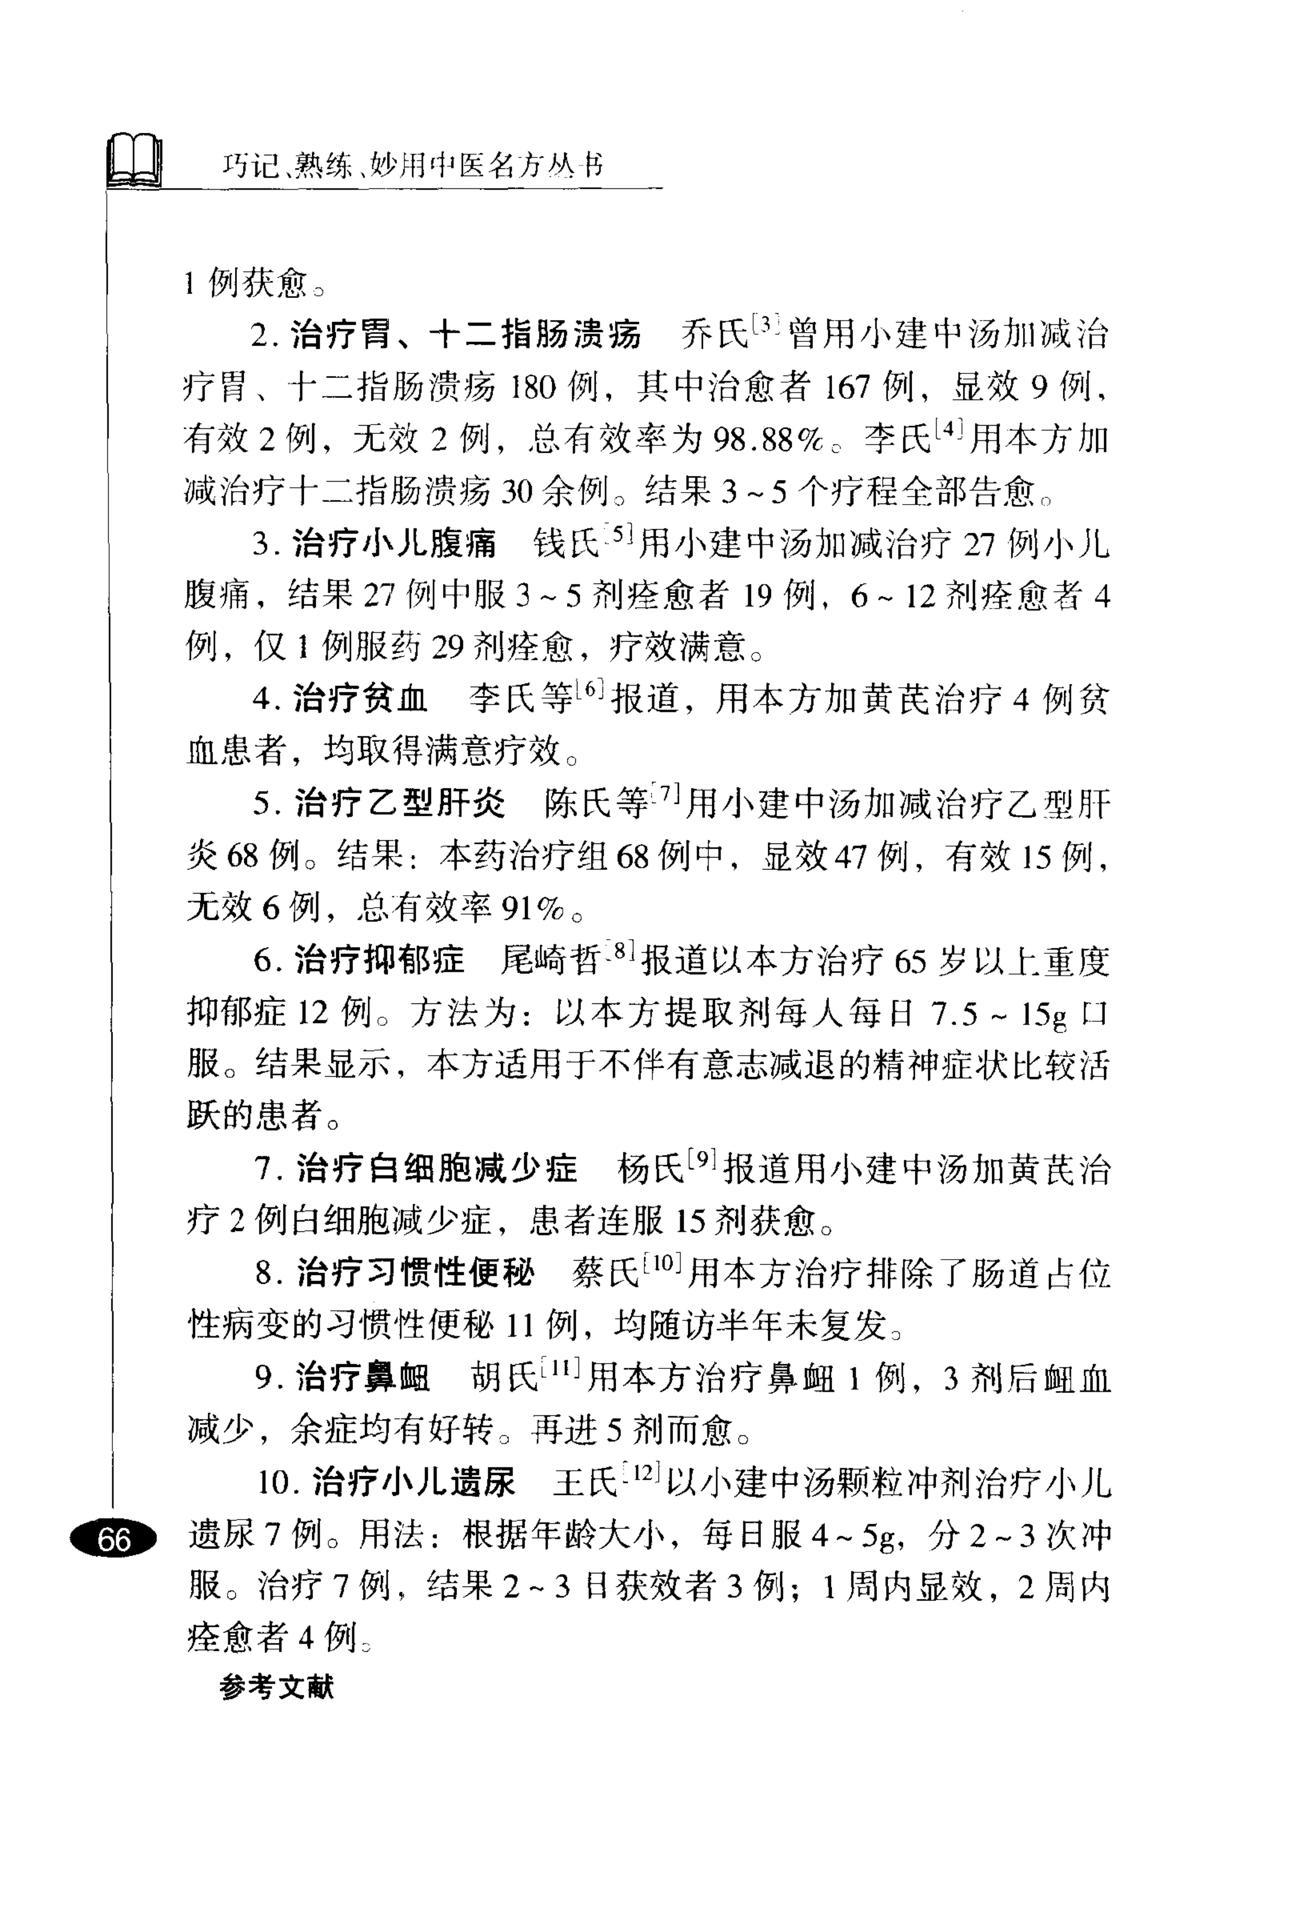 巧记、熟练、妙用中医名方丛书
1 例获愈。
2. 治疗胃、十二指肠溃疡　乔氏[3]曾用小建中汤加减治
疗胃、十二指肠溃疡 180 例，其中治愈者 167 例，显效 9 例，
有效 2 例，无效 2 例，总有效率为 98.88%。李氏[4]用本方加
减治疗十二指肠溃疡 30 余例。结果 3～5 个疗程全部告愈。
3. 治疗小儿腹痛　钱氏[5]用小建中汤加减治疗 27 例小儿
腹痛，结果 27 例中服 3～5 剂痊愈者 19 例，6～12 剂痊愈者 4
例，仅 1 例服药 29 剂痊愈，疗效满意。
4. 治疗贫血　李氏等[6]报道，用本方加黄芪治疗 4 例贫
血患者，均取得满意疗效。
5. 治疗乙型肝炎　陈氏等[7]用小建中汤加减治疗乙型肝
炎 68 例。结果：本药治疗组 68 例中，显效 47 例，有效 15 例，
无效 6 例，总有效率 91%。
6. 治疗抑郁症　尾崎哲[8]报道以本方治疗 65 岁以上重度
抑郁症 12 例。方法为：以本方提取剂每人每日 7.5～15g 口
服。结果显示，本方适用于不伴有意志减退的精神症状比较活
跃的患者。
7. 治疗白细胞减少症　杨氏[9]报道用小建中汤加黄芪治
疗 2 例白细胞减少症，患者连服 15 剂获愈。
8. 治疗习惯性便秘　蔡氏[10]用本方治疗排除了肠道占位
性病变的习惯性便秘 11 例，均随访半年未复发。
9. 治疗鼻衄　胡氏[11]用本方治疗鼻衄 1 例，3 剂后衄血
减少，余症均有好转。再进 5 剂而愈。
10. 治疗小儿遗尿　王氏[12]以小建中汤颗粒冲剂治疗小儿
遗尿 7 例。用法：根据年龄大小，每日服 4～5g，分 2～3 次冲
服。治疗 7 例，结果 2～3 日获效者 3 例；1 周内显效，2 周内
痊愈者 4 例。
参考文献
66